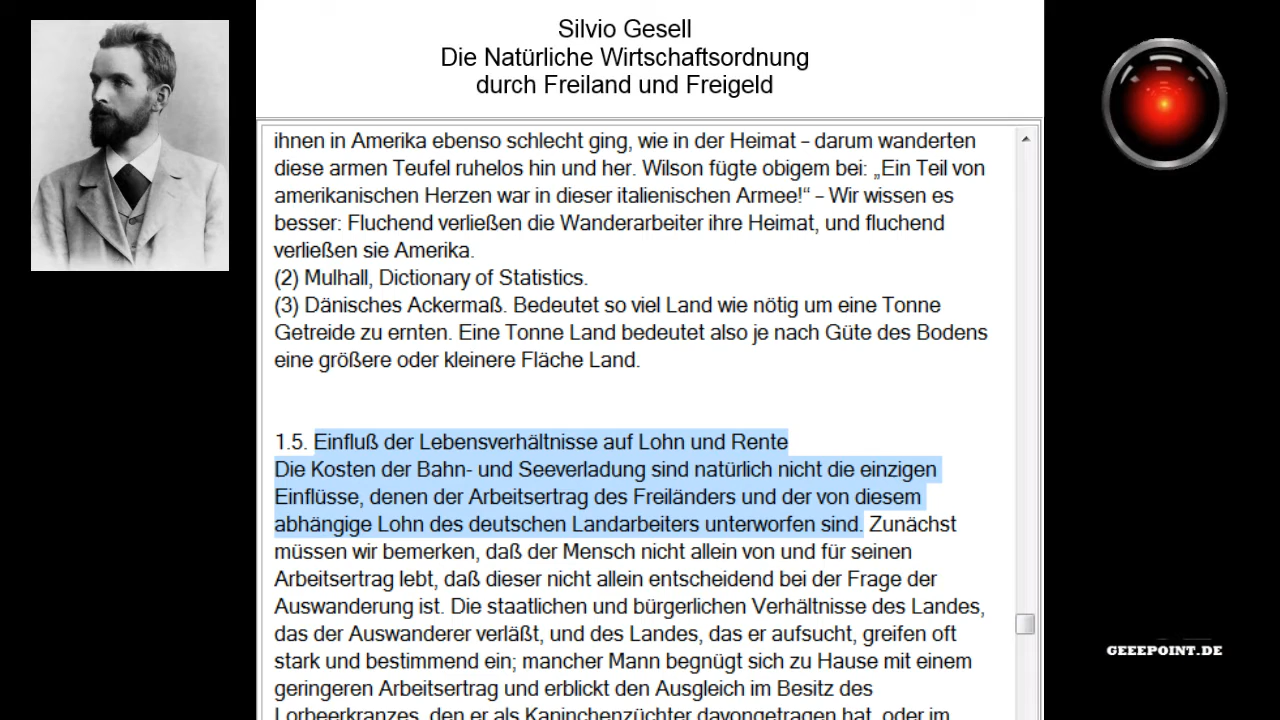 Silvio Gesell
Die Natürliche Wirtschaftsordnung
durch Freiland und Freigeld
ihnen in Amerika ebenso schlecht ging, wie in der Heimat – darum wanderten
diese armen Teufel ruhelos hin und her. Wilson fügte obigem bei: „Ein Teil von
amerikanischen Herzen war in dieser italienischen Armee!“ – Wir wissen es
besser: Fluchend verließen die Wanderarbeiter ihre Heimat, und fluchend
verließen sie Amerika.
(2) Mulhall, Dictionary of Statistics.
(3) Dänisches Ackermaß. Bedeutet so viel Land wie nötig um eine Tonne
Getreide zu ernten. Eine Tonne Land bedeutet also je nach Güte des Bodens
eine größere oder kleinere Fläche Land.
1.5. Einfluß der Lebensverhältnisse auf Lohn und Rente
Die Kosten der Bahn- und Seeverladung sind natürlich nicht die einzigen
Einflüsse, denen der Arbeitsertrag des Freiländers und der von diesem
abhängige Lohn des deutschen Landarbeiters unterworfen sind. Zunächst
müssen wir bemerken, daß der Mensch nicht allein von und für seinen
Arbeitsertrag lebt, daß dieser nicht allein entscheidend bei der Frage der
Auswanderung ist. Die staatlichen und bürgerlichen Verhältnisse des Landes,
das der Auswanderer verläßt, und des Landes, das er aufsucht, greifen oft
stark und bestimmend ein; mancher Mann begnügt sich zu Hause mit einem
geringeren Arbeitsertrag und erblickt den Ausgleich im Besitz des
Lorbeerkranzes, den er als Kaninchenzüchter davongetragen hat, oder im
GEEEPOINT.DE